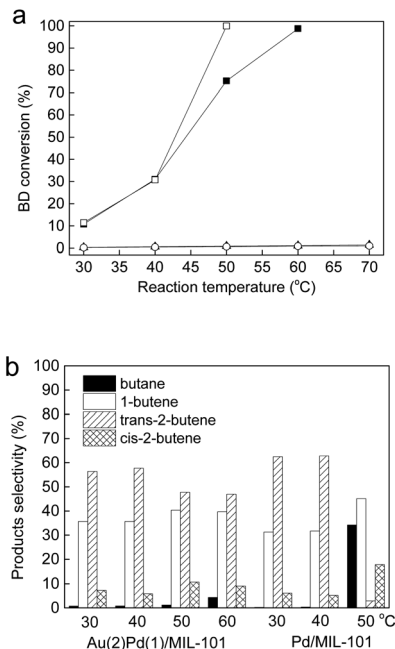 a
100
90
80
70
60
50
40
30
20
10
0
BD conversion (%)
30 35 40 45 50 55 60 65 70
Reaction temperature (°C)
b
100
90
80
70
60
50
40
30
20
10
0
Products selectivity (%)
butane
1-butene
trans-2-butene
cis-2-butene
30 40 50 60 30 40 50 °C
Au(2)Pd(1)/MIL-101 Pd/MIL-101